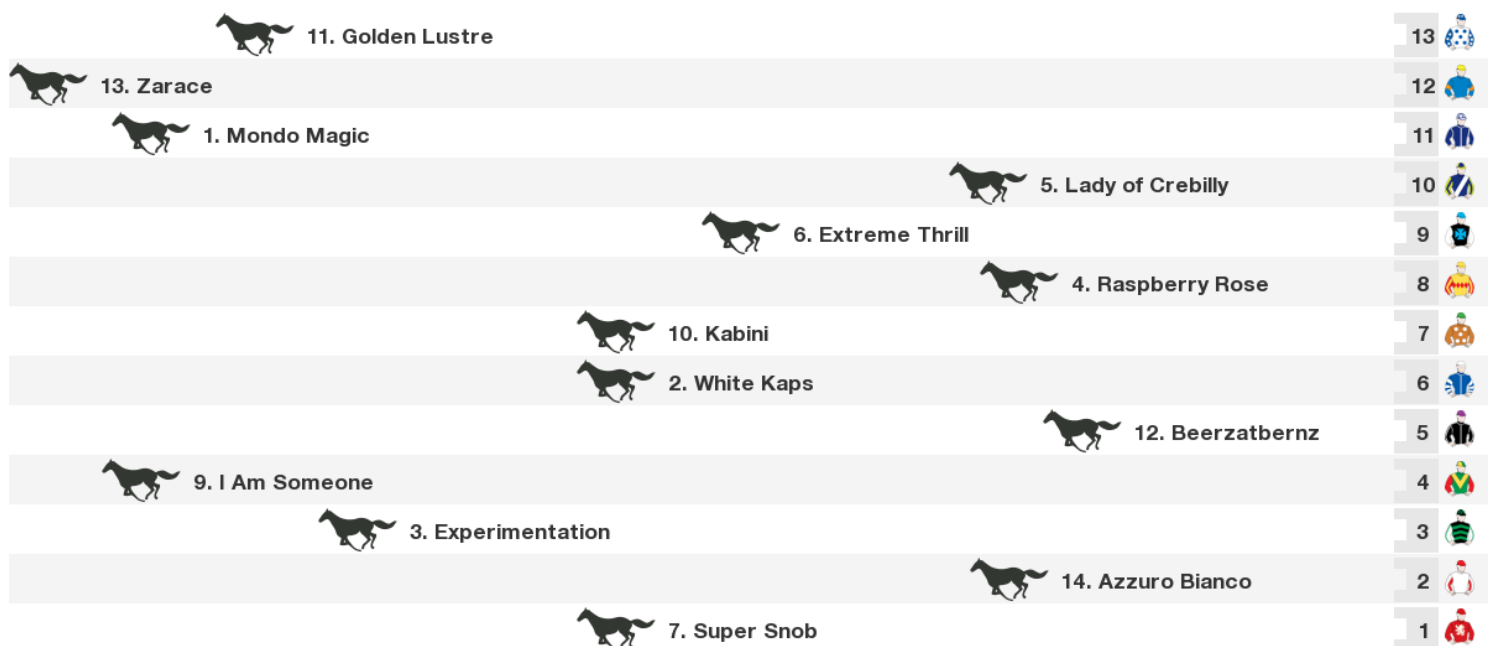 11. Golden Lustre 13
13. Zarace 12
1. Mondo Magic 11
5. Lady of Crebilly 10
6. Extreme Thrill 9
4. Raspberry Rose 8
10. Kabini 7
2. White Kaps 6
12. Beerzatbernz 5
9. I Am Someone 4
3. Experimentation 3
14. Azzuro Bianco 2
7. Super Snob 1